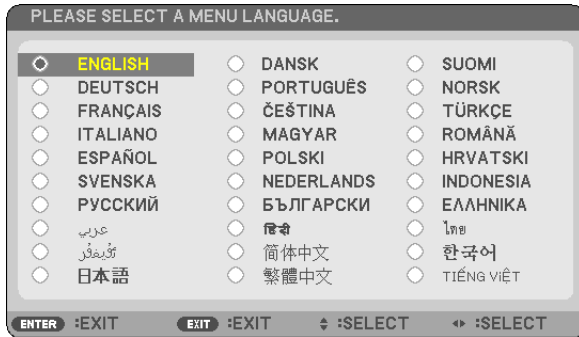 PLEASE SELECT A MENU LANGUAGE.
ENGLISH DANSK SUOMI
DEUTSCH PORTUGUÊS NORSK
FRANÇAIS ČEŠTINA TÜRKÇE
ITALIANO MAGYAR ROMÂNĂ
ESPAÑOL POLSKI HRVATSKI
SVENSKA NEDERLANDS INDONESIA
РУССКИЙ БЪЛГАРСКИ ΕΛΛΗΝΙΚΑ
عربي हिंदी ไทย
简体中文 한국어
日本語 繁體中文 TIẾNG VIỆT
ENTER :EXIT EXIT :EXIT :SELECT :SELECT